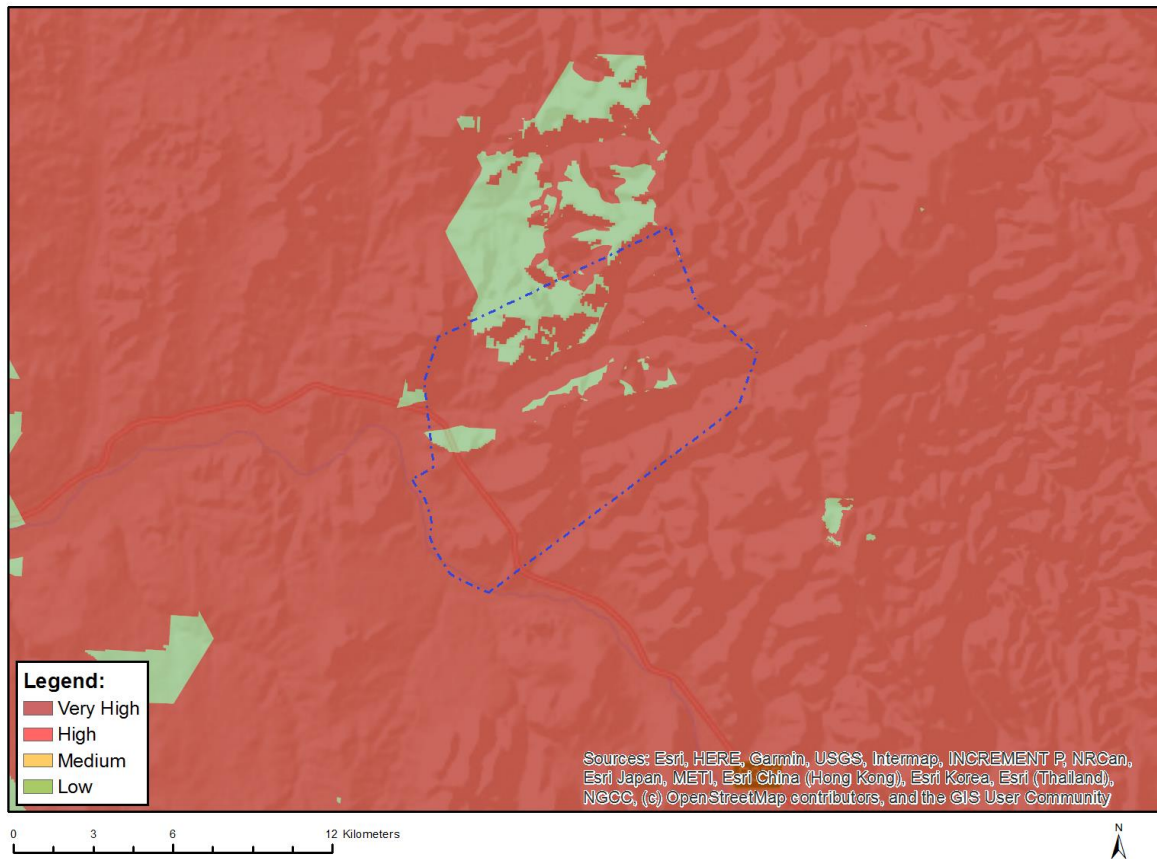 Legend:
Very High
High
Medium
Low
Sources: Esri, HERE, Garmin, USGS, Intermap, INCREMENT P, NRCan,
Esri Japan, METI, Esri China (Hong Kong), Esri Korea, Esri (Thailand),
NGCC, (c) OpenStreetMap contributors, and the GIS User Community
0 3 6 12 Kilometers
N